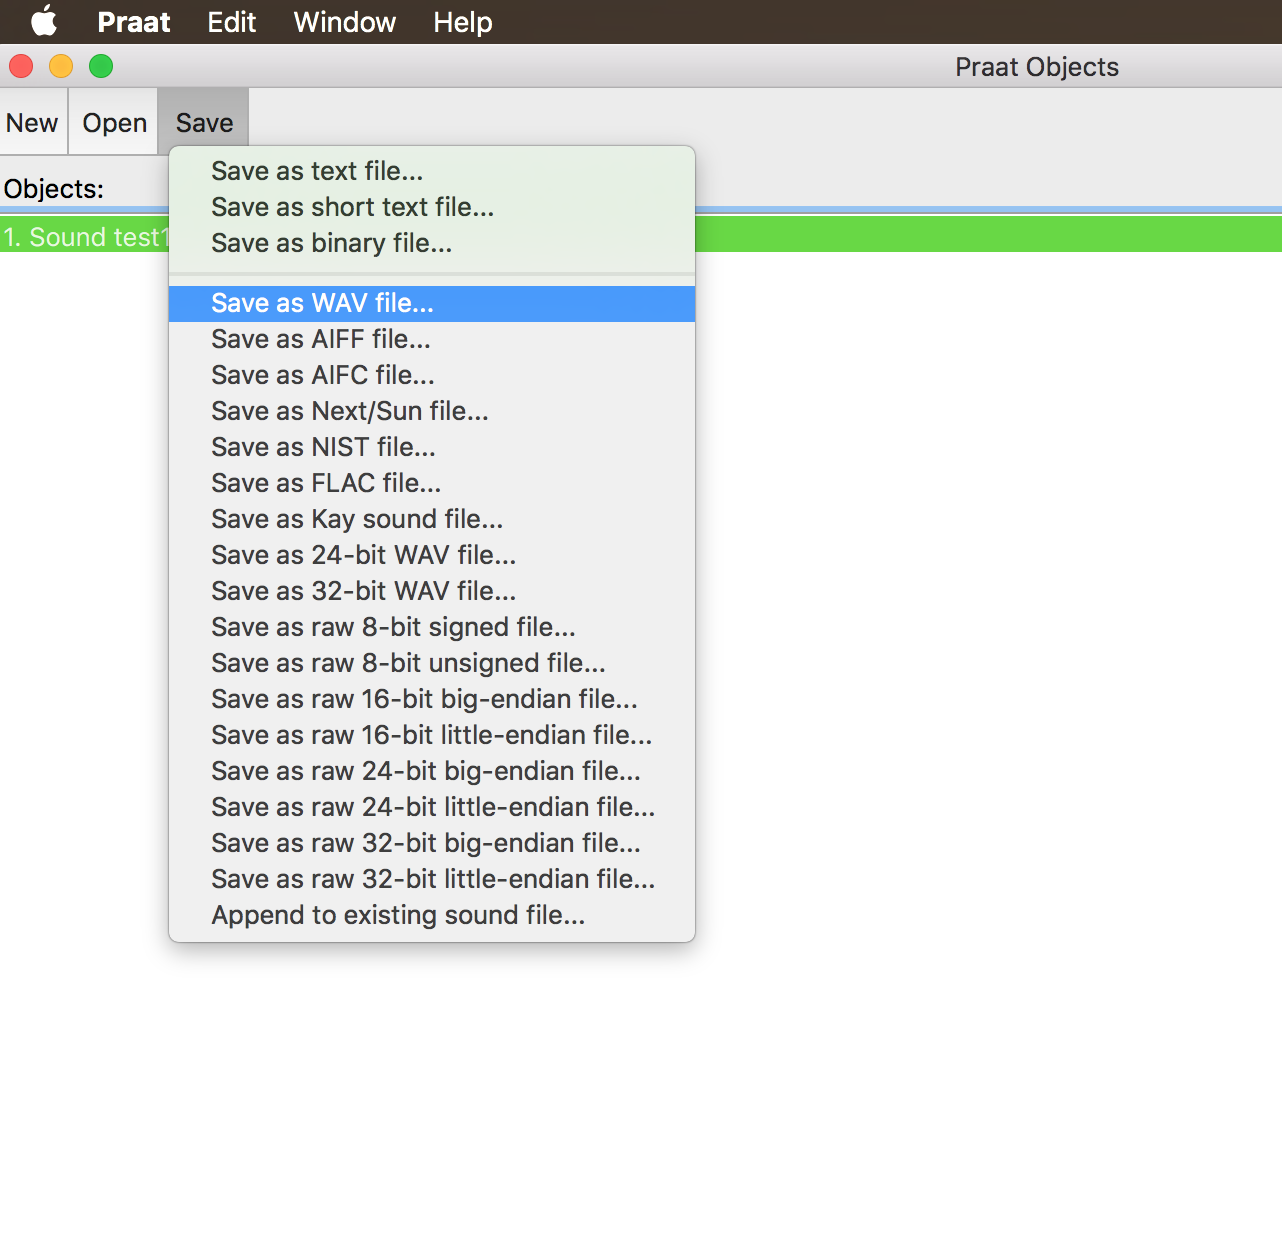 Praat Edit Window Help
Praat Objects
New Open Save
Objects:
1. Sound test1
Save as text file...
Save as short text file...
Save as binary file...
Save as WAV file...
Save as AIFF file...
Save as AIFC file...
Save as Next/Sun file...
Save as NIST file...
Save as FLAC file...
Save as Kay sound file...
Save as 24-bit WAV file...
Save as 32-bit WAV file...
Save as raw 8-bit signed file...
Save as raw 8-bit unsigned file...
Save as raw 16-bit big-endian file...
Save as raw 16-bit little-endian file...
Save as raw 24-bit big-endian file...
Save as raw 24-bit little-endian file...
Save as raw 32-bit big-endian file...
Save as raw 32-bit little-endian file...
Append to existing sound file...